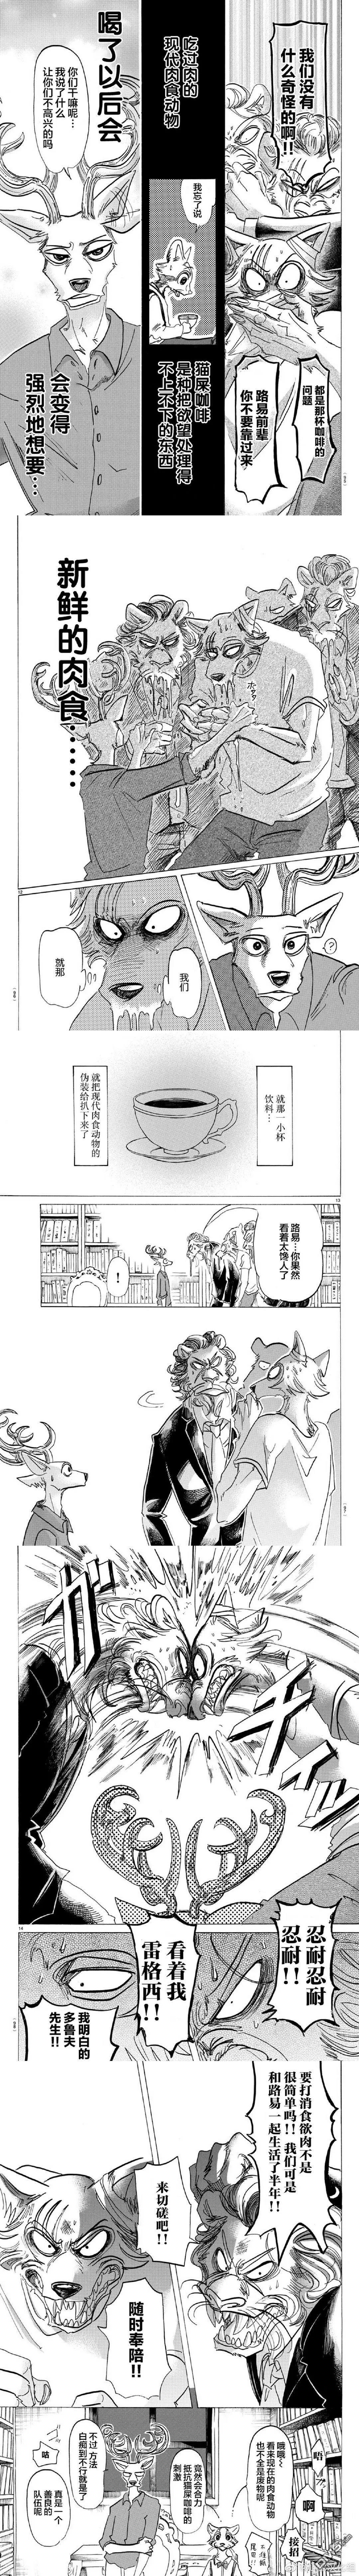 我们没有
什么奇怪的啊!!
都是那杯咖啡的
问题
路易前辈
你不要靠过来
吃过肉的
现代肉食动物
我忘了说
猫屎咖啡
是种把欲望处理得
不上不下的东西
喝了以后会
你们干嘛呢…
我说了什么
让你们不高兴的吗
会变得
强烈地想要…
新鲜的肉食……
12
?
我们
就那
就那一小杯
饮料…
就把现代肉食动物的
伪装给扒下来了
13
路易…你果然
看着太馋人了
!
14
忍耐忍耐
忍耐!!
看着我
雷格西!!
我明白的
多鲁夫
先生!!
要打消食欲肉不是
很简单吗!! 我们可是
和路易一起生活了半年!!
来切磋吧!!
随时奉陪!!
唔
啊
接招
哦哦~
看来现在的肉食动物
也不全是废物呢
竟然会合力
抵抗猫屎咖啡的
刺激
不过 方法
白痴到不行就是了
咕
真是一个
善良的
队伍呢